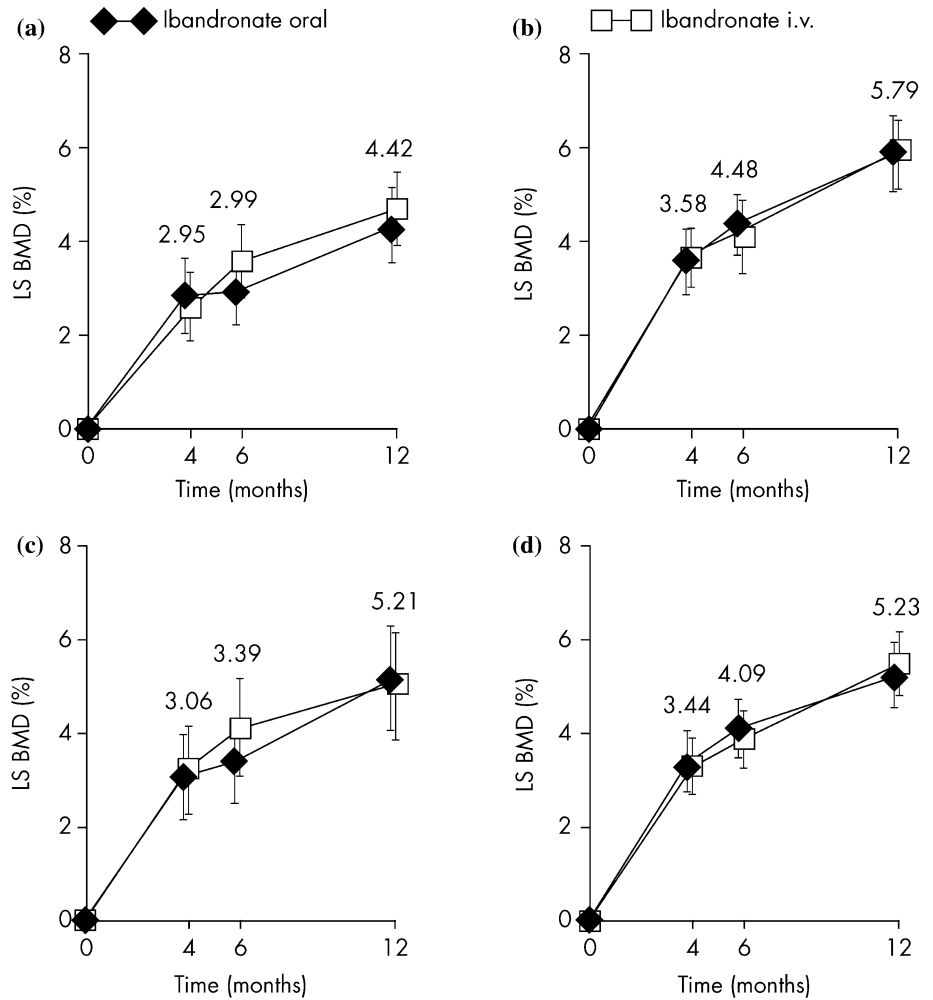 (a) Ibandronate oral
(b) Ibandronate i.v.
8
6
4
2
0
LS BMD (%)
2.95
2.99
4.42
0 4 6 12
Time (months)
8
6
4
2
0
LS BMD (%)
3.58
4.48
5.79
0 4 6 12
Time (months)
(c)
8
6
4
2
0
LS BMD (%)
3.06
3.39
5.21
0 4 6 12
Time (months)
(d)
8
6
4
2
0
LS BMD (%)
3.44
4.09
5.23
0 4 6 12
Time (months)